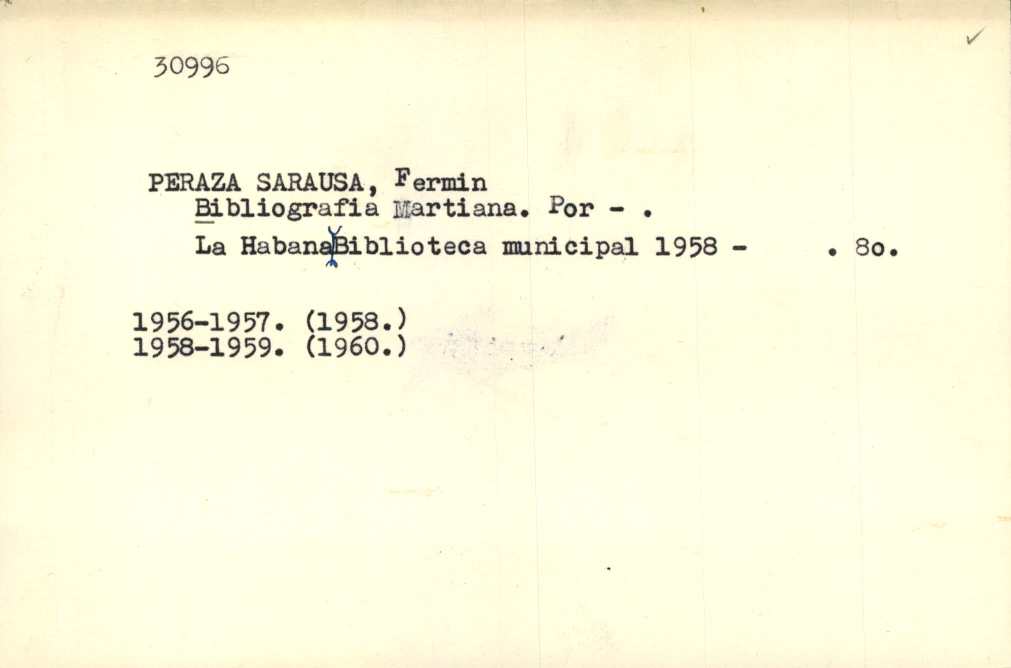 30996
PERAZA SARAUSA, Fermin
Bibliografia Martiana. Por - .
La Habana Biblioteca municipal 1958 - . 8o.
1956-1957. (1958.)
1958-1959. (1960.)